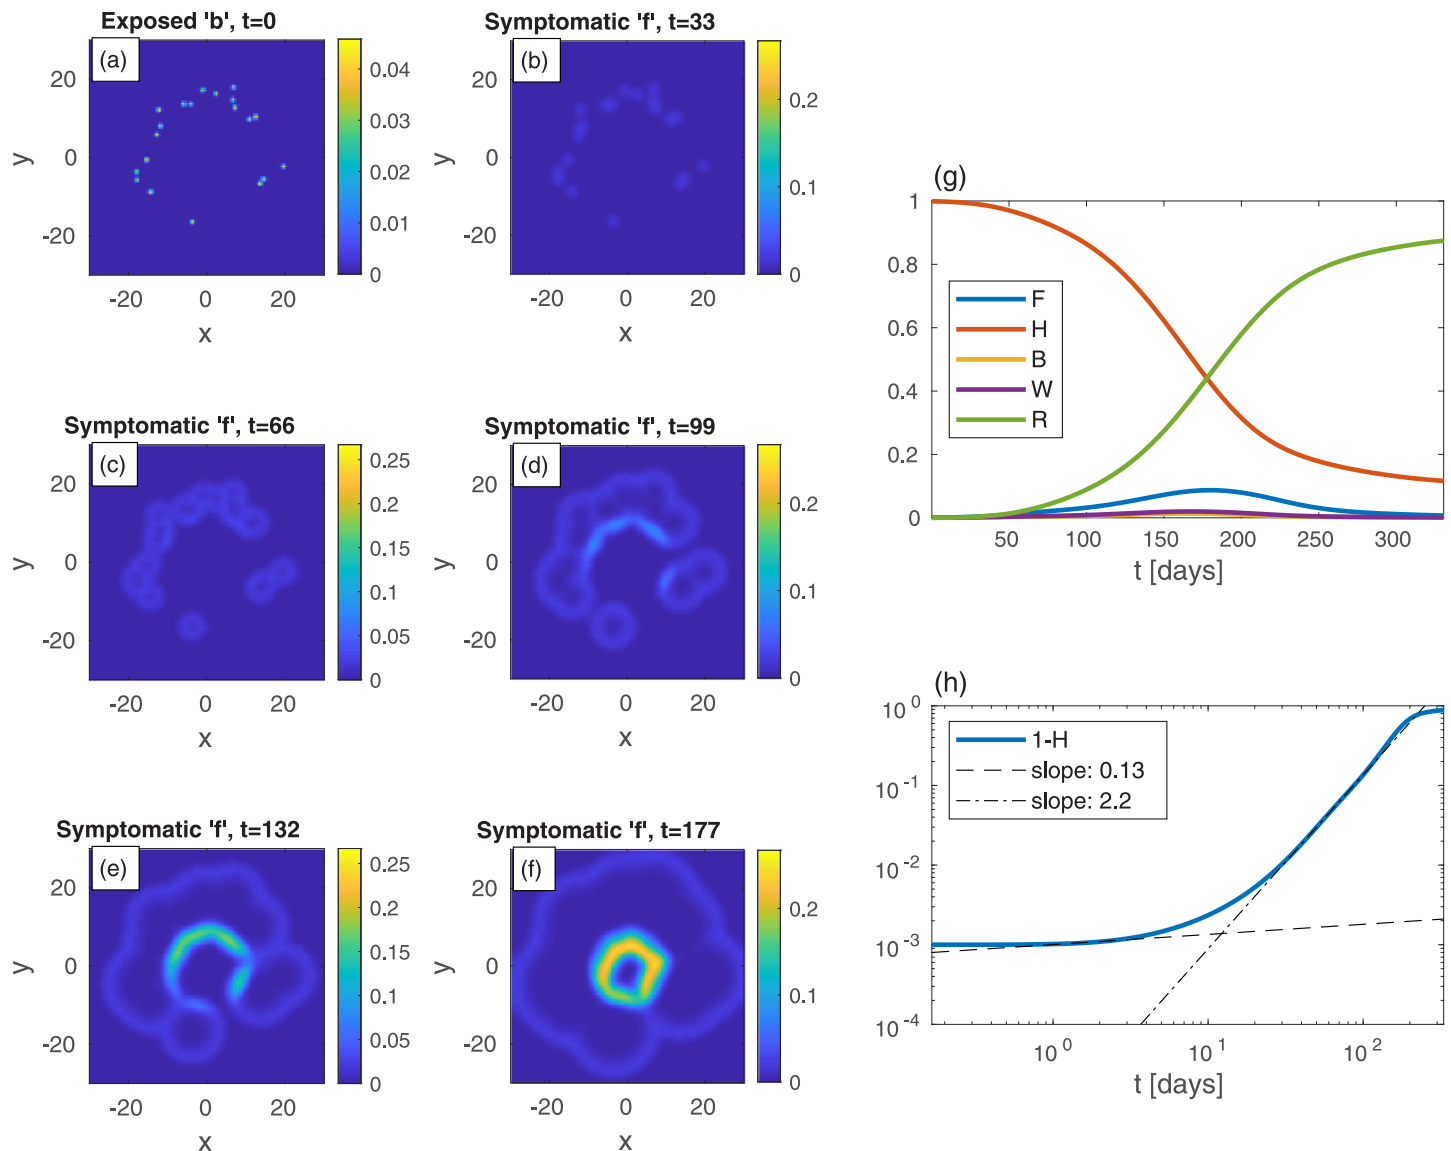 Exposed 'b', t=0
(a)
20
0
-20
-20
0
20
y
x
0.04
0.03
0.02
0.01
0
Symptomatic 'f', t=33
(b)
20
0
-20
-20
0
20
y
x
0.2
0.1
0
Symptomatic 'f', t=66
(c)
20
0
-20
-20
0
20
y
x
0.25
0.2
0.15
0.1
0.05
0
Symptomatic 'f', t=99
(d)
20
0
-20
-20
0
20
y
x
0.2
0.1
0
Symptomatic 'f', t=132
(e)
20
0
-20
-20
0
20
y
x
0.25
0.2
0.15
0.1
0.05
0
Symptomatic 'f', t=177
(f)
20
0
-20
-20
0
20
y
x
0.2
0.1
0
(g)
1
0.8
0.6
0.4
0.2
0
F
H
B
W
R
50
100
150
200
250
300
t [days]
(h)
10^0
10^-1
10^-2
10^-3
10^-4
1-H
slope: 0.13
slope: 2.2
10^0
10^1
10^2
t [days]